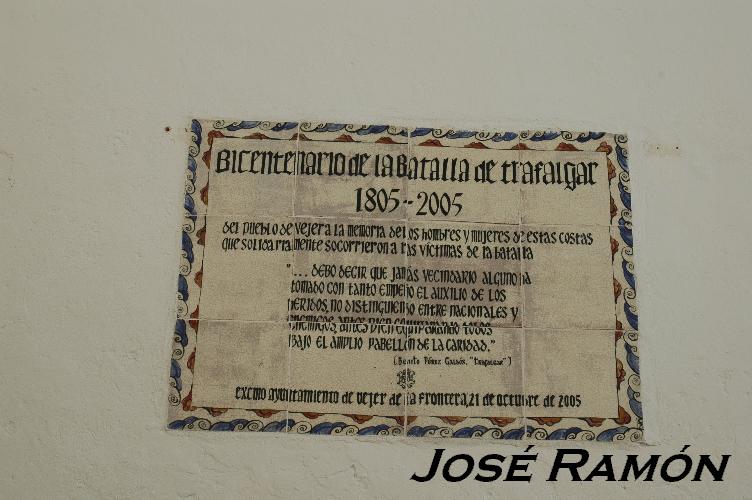 Bicentenario de la Batalla de Trafalgar
1805-2005
del pueblo de vejer a la memoria de los hombres y mujeres de estas costas
que solidariamente socorrieron a las víctimas de la batalla
"... DEBO DECIR QUE JAMÁS VECINDARIO ALGUNO HA
TOMADO CON TANTO EMPEÑO EL AUXILIO DE LOS
HERIDOS, NO DISTINGUIENDO ENTRE NACIONALES Y
ENEMIGOS, ANTES BIEN EQUIPARANDO TODOS
BAJO EL AMPLIO PABELLÓN DE LA CARIDAD."
(Benito Pérez Galdós, "Trafalgar")
excmo ayuntamiento de vejer de la frontera, 21 de octubre de 2005
JOSÉ RAMÓN